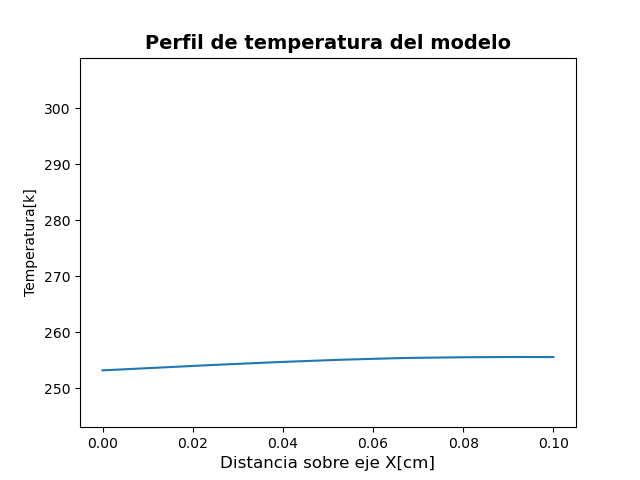 Perfil de temperatura del modelo
300
290
280
270
260
250
Temperatura[k]
0.00 0.02 0.04 0.06 0.08 0.10
Distancia sobre eje X[cm]